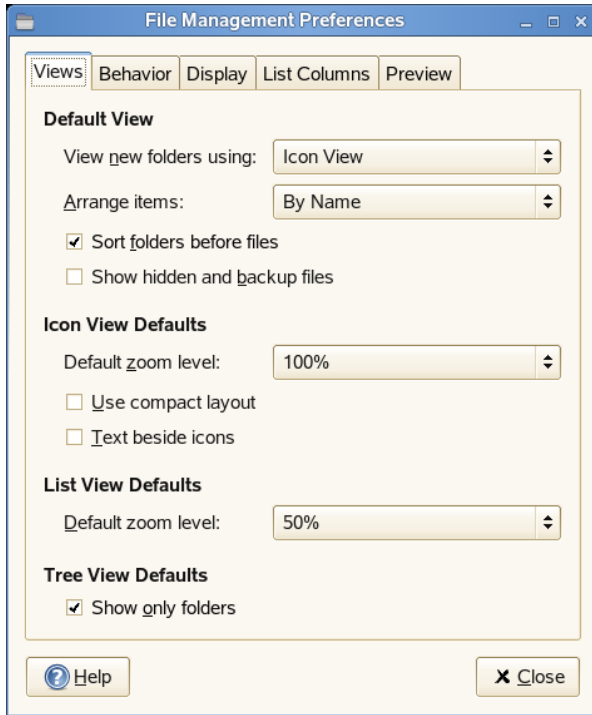 File Management Preferences
Views Behavior Display List Columns Preview
Default View
View new folders using: Icon View
Arrange items: By Name
Sort folders before files
Show hidden and backup files
Icon View Defaults
Default zoom level: 100%
Use compact layout
Text beside icons
List View Defaults
Default zoom level: 50%
Tree View Defaults
Show only folders
Help Close